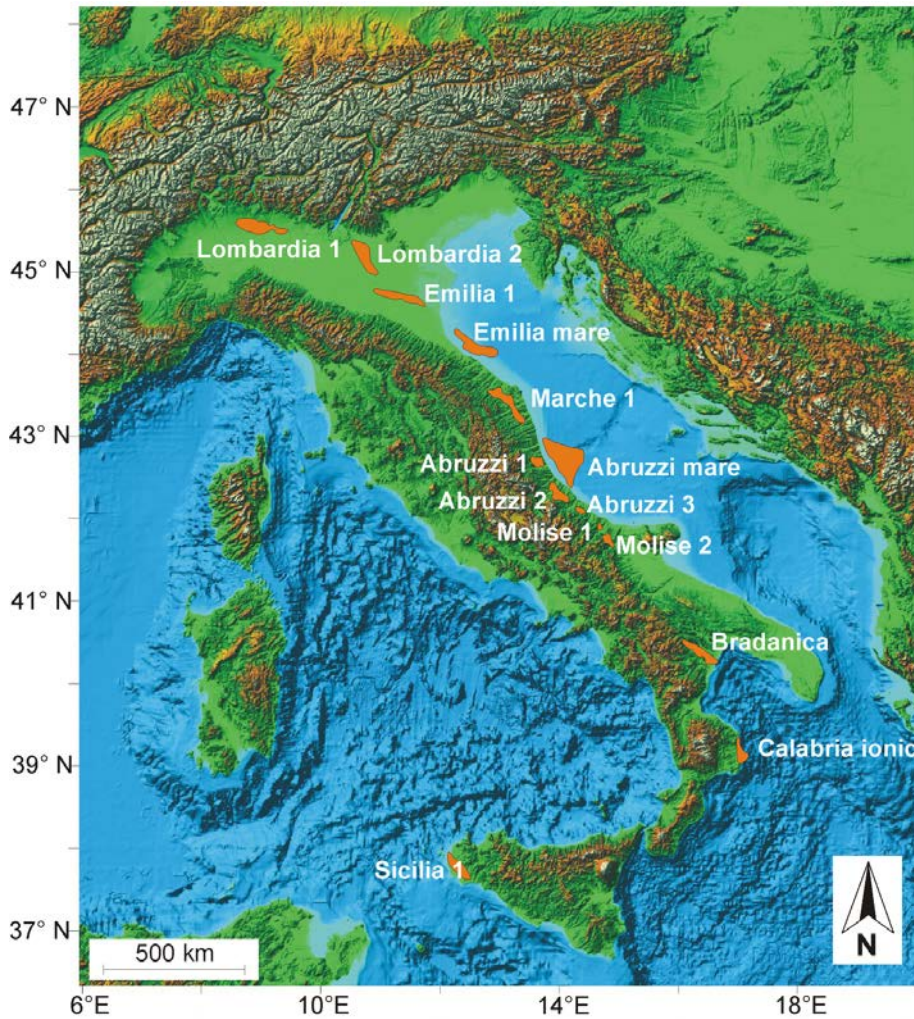 47° N
Lombardia 1
45° N
Lombardia 2
Emilia 1
Emilia mare
Marche 1
43° N
Abruzzi 1
Abruzzi mare
Abruzzi 2
Abruzzi 3
Molise 1
Molise 2
41° N
Bradanica
39° N
Calabria ionic
Sicilia 1
37° N
500 km
N
6°E
10°E
14°E
18°E